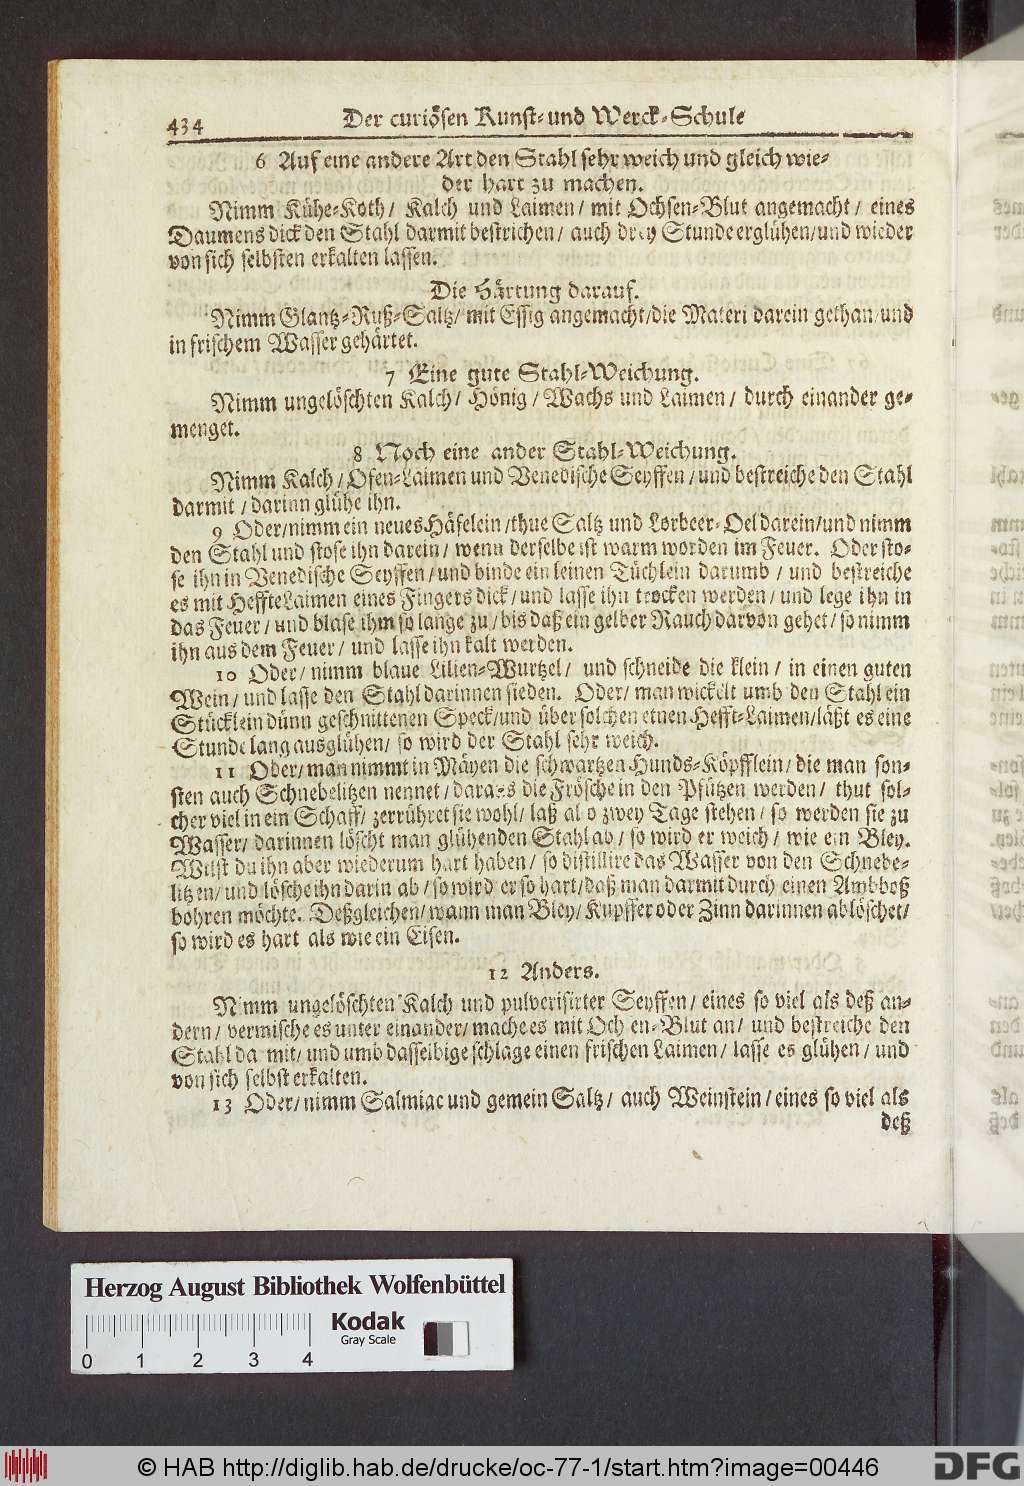 434 Der curiösen Kunst- und Werck-Schule
6 Auf eine andere Art den Stahl sehr weich und gleich wie-
der hart zu machen.
Nimm Kühe-Koth/ Kalch und Laimen/ mit Ochsen-Blut angemacht/ eines
Daumens dick den Stahl darmit bestrichen/ auch drey Stunde erglühen/ und wieder
von sich selbsten erkalten lassen.
Die Härtung darauf.
Nimm Glantz-Ruß-Saltz/ mit Essig angemacht/ die Materi darein gethan/ und
in frischem Wasser gehärtet.
7 Eine gute Stahl-Weichung.
Nimm ungelöschten Kalch/ Hönig/ Wachs und Laimen/ durch einander ge-
menget.
8 Noch eine ander Stahl-Weichung.
Nimm Kalch/ Ofen-Laimen und Venedische Seyffen/ und bestreiche den Stahl
darmit/ darinn glühe ihn.
9 Oder/ nimm ein neues Häfelein/ thue Saltz und Lorbeer-Oel darein/ und nimm
den Stahl und stose ihn darein/ wenn derselbe ist warm worden im Feuer. Oder sto-
se ihn in Venedische Seyffen/ und binde ein leinen Tüchlein darumb/ und bestreiche
es mit Heffte Laimen eines Fingers dick/ und lasse ihn trocken werden/ und lege ihn in
das Feuer/ und blase ihm so lange zu/ bis daß ein gelber Rauch darvon gehet/ so nimm
ihn aus dem Feuer/ und lasse ihn kalt werden.
10 Oder/ nimm blaue Lilien-Wurtzel/ und schneide die klein/ in einen guten
Wein/ und lasse den Stahl darinnen sieden. Oder/ man wickelt umb den Stahl ein
Stücklein dünn geschnittenen Speck/ und über solchen etnen Hefft-Laimen/ läßt es eine
Stunde lang ausglühen/ so wird der Stahl sehr weich.
11 Oder/ man nimmt in Mäyen die schwartzen Hunds-Köpfflein/ die man son-
sten auch Schnebelitzen nennet/ daraus die Frösche in den Pfützen werden/ thut sol-
cher viel in ein Schaff/ zerrühret sie wohl/ laß also zwey Tage stehen/ so werden sie zu
Wasser/ darinnen löscht man glühenden Stahl ab/ so wird er weich/ wie ein Bley.
Wilst du ihn aber wiederum hart haben/ so distillire das Wasser von den Schnebe-
litzen/ und lösche ihn darin ab/ so wird er so hart/ daß man darmit durch einen Ambboß
bohren möchte. Deßgleichen/ wann man Bley/ Kupffer oder Zinn darinnen ablöschet/
so wird es hart als wie ein Eisen.
12 Anders.
Nimm ungelöschten Kalch und pulverisirter Seyffen/ eines so viel als deß an-
dern/ vermische es unter einander/ mache es mit Ochsen-Blut an/ und bestreiche den
Stahl da mit/ und umb dasselbige schlage einen frischen Laimen/ lasse es glühen/ und
von sich selbst erkalten.
13 Oder/ nimm Salmiac und gemein Saltz/ auch Weinstein/ eines so viel als
deß
Herzog August Bibliothek Wolfenbüttel
Kodak
Gray Scale
0 1 2 3 4
© HAB http://diglib.hab.de/drucke/oc-77-1/start.htm?image=00446
DFG